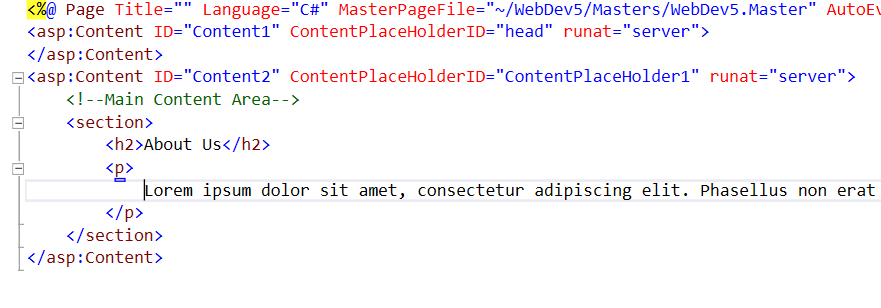 <%@ Page Title="" Language="C#" MasterPageFile="~/WebDev5/Masters/WebDev5.Master" AutoEv
<asp:Content ID="Content1" ContentPlaceHolderID="head" runat="server">
</asp:Content>
<asp:Content ID="Content2" ContentPlaceHolderID="ContentPlaceHolder1" runat="server">
<!--Main Content Area-->
<section>
<h2>About Us</h2>
<p>
Lorem ipsum dolor sit amet, consectetur adipiscing elit. Phasellus non erat
</p>
</section>
</asp:Content>